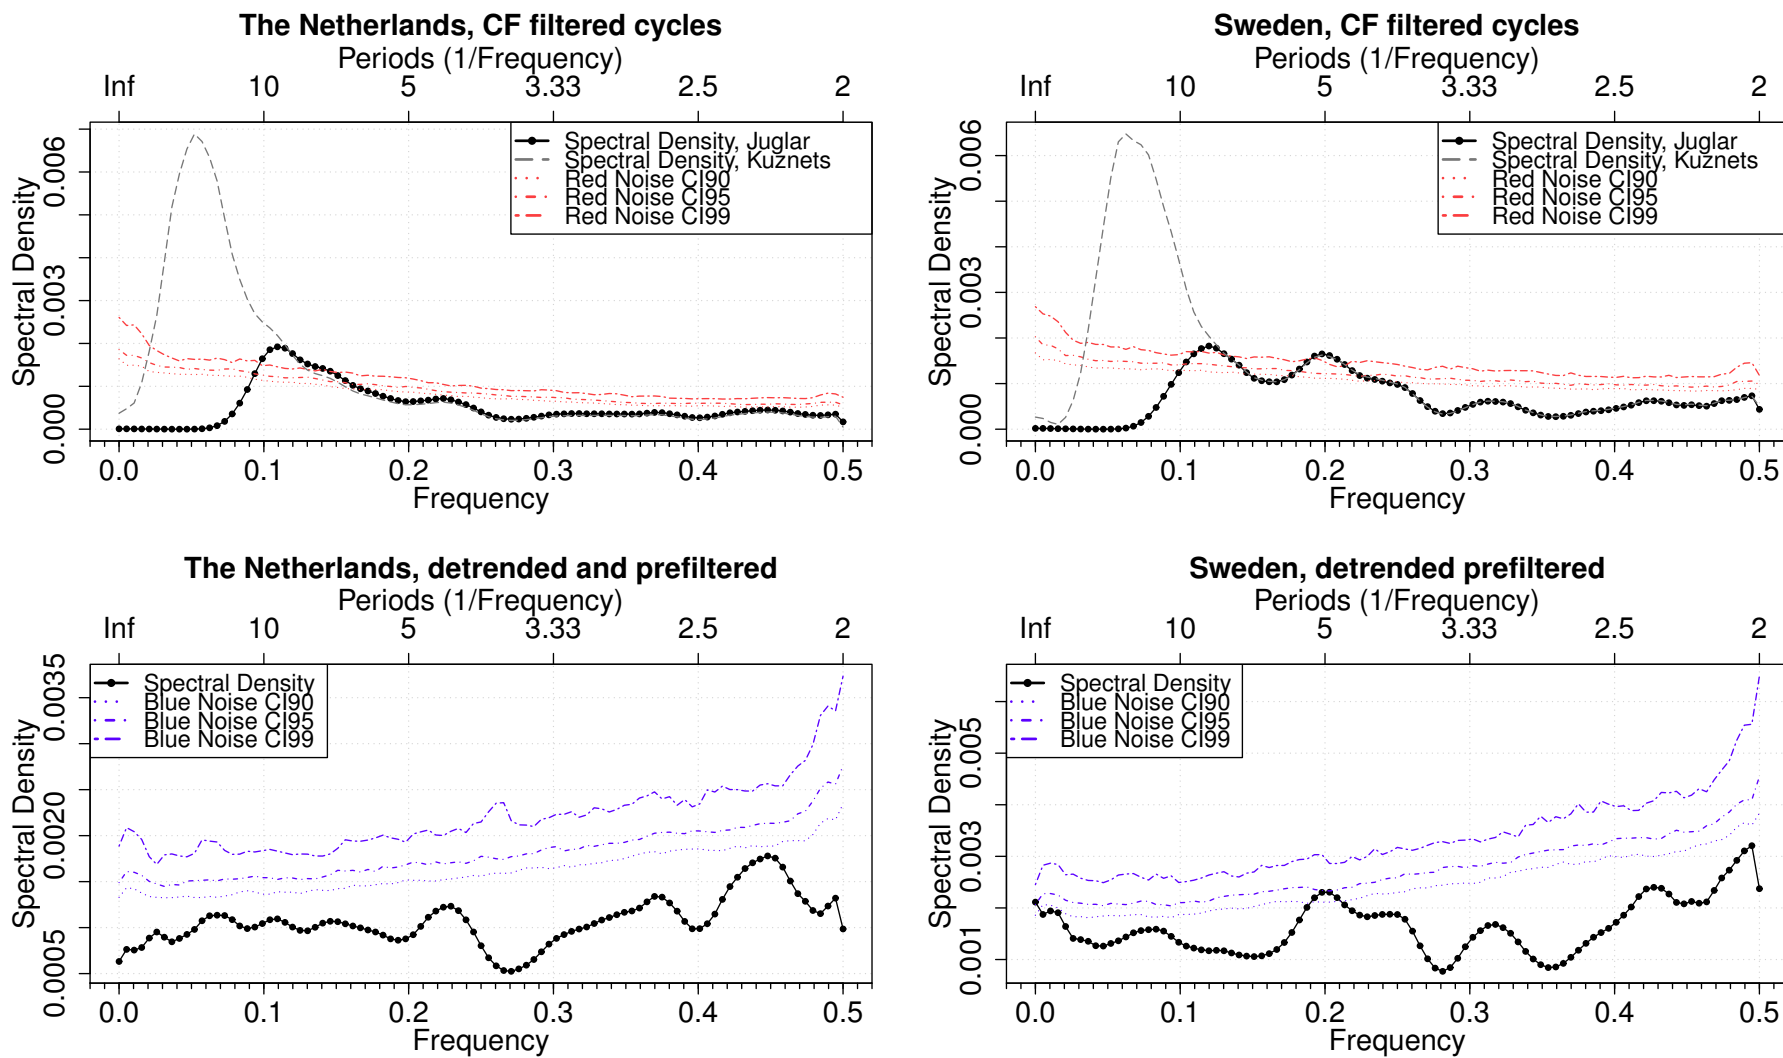 The Netherlands, CF filtered cycles
Periods (1/Frequency)
Inf 10 5 3.33 2.5 2
Spectral Density, Juglar
Spectral Density, Kuznets
Red Noise CI90
Red Noise CI95
Red Noise CI99
Spectral Density
0.000 0.003 0.006
0.0 0.1 0.2 0.3 0.4 0.5
Frequency
Sweden, CF filtered cycles
Periods (1/Frequency)
Inf 10 5 3.33 2.5 2
Spectral Density, Juglar
Spectral Density, Kuznets
Red Noise CI90
Red Noise CI95
Red Noise CI99
Spectral Density
0.000 0.003 0.006
0.0 0.1 0.2 0.3 0.4 0.5
Frequency
The Netherlands, detrended and prefiltered
Periods (1/Frequency)
Inf 10 5 3.33 2.5 2
Spectral Density
Blue Noise CI90
Blue Noise CI95
Blue Noise CI99
Spectral Density
0.0005 0.0020 0.0035
0.0 0.1 0.2 0.3 0.4 0.5
Frequency
Sweden, detrended prefiltered
Periods (1/Frequency)
Inf 10 5 3.33 2.5 2
Spectral Density
Blue Noise CI90
Blue Noise CI95
Blue Noise CI99
Spectral Density
0.001 0.003 0.005
0.0 0.1 0.2 0.3 0.4 0.5
Frequency